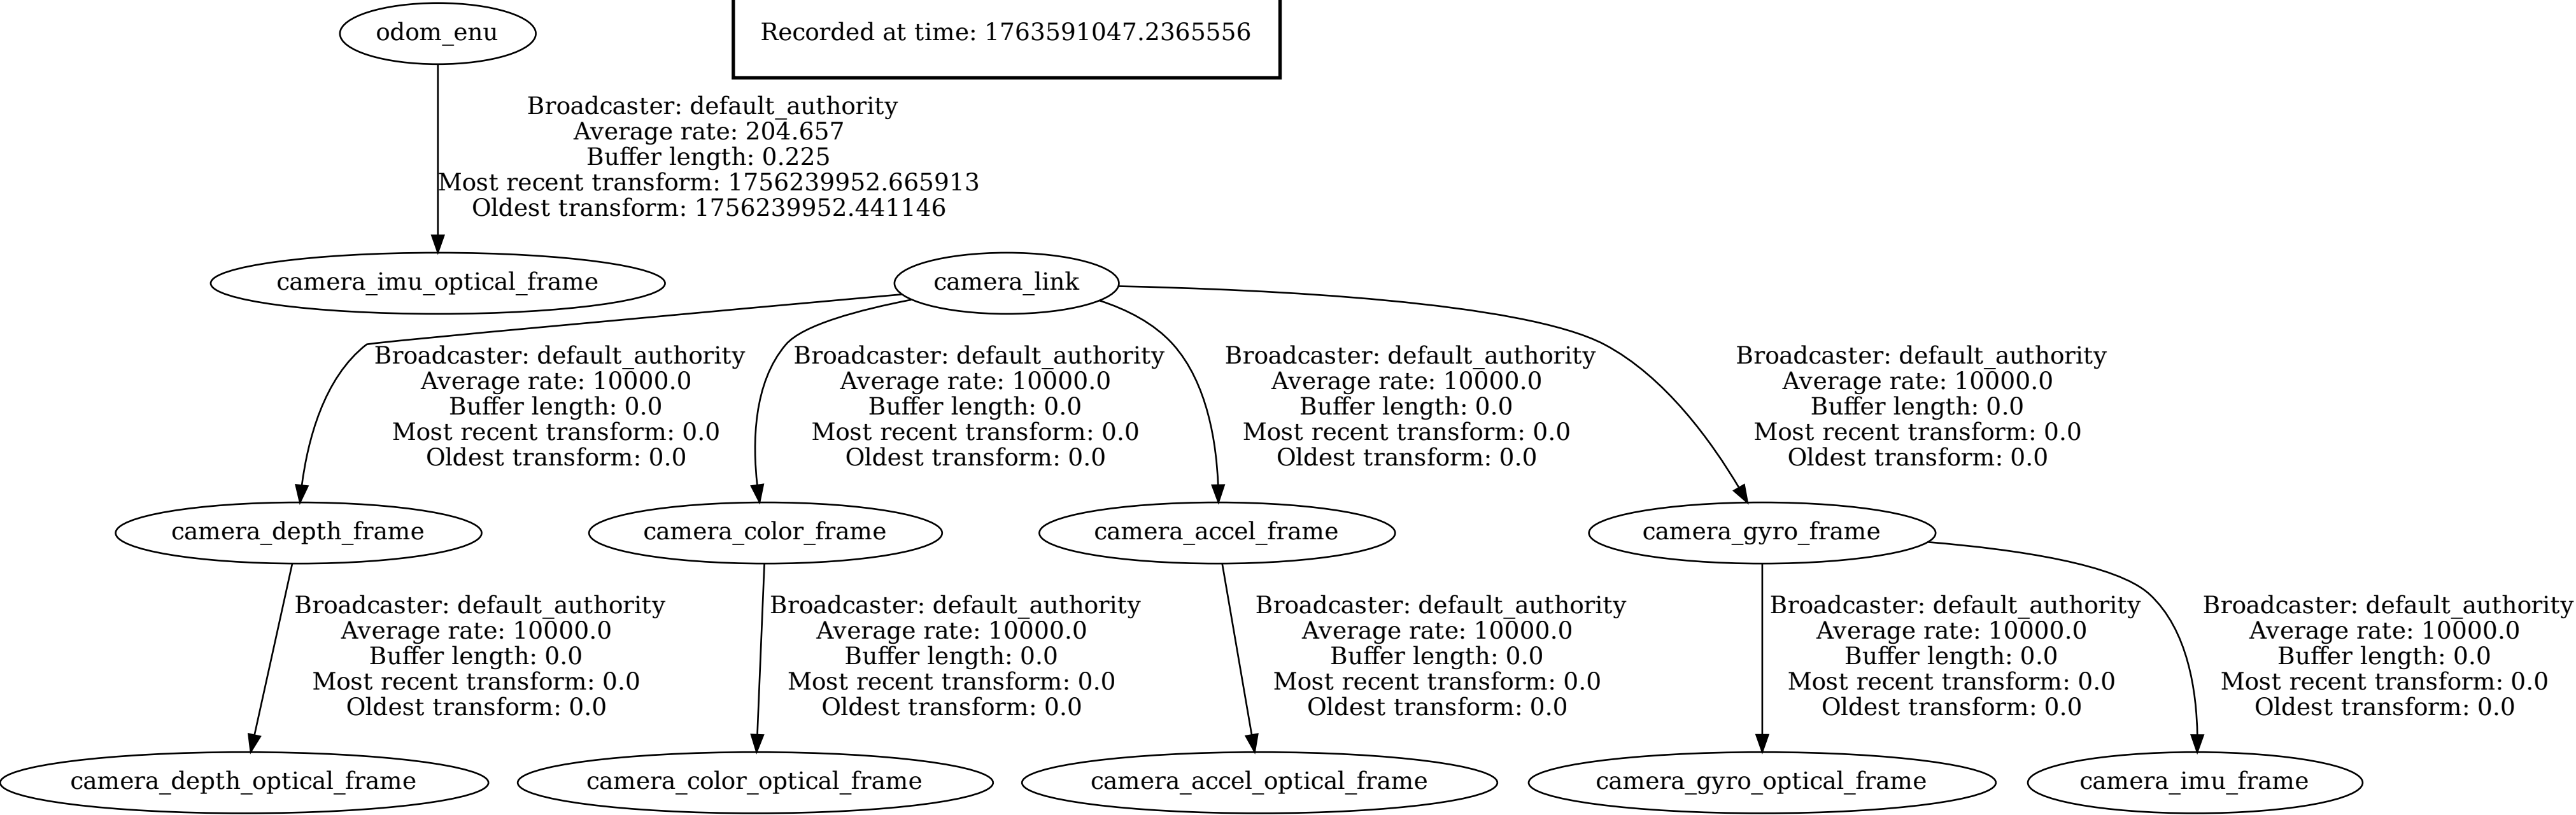 odom_enu
Recorded at time: 1763591047.2365556
Broadcaster: default_authority
Average rate: 204.657
Buffer length: 0.225
Most recent transform: 1756239952.665913
Oldest transform: 1756239952.441146
camera_imu_optical_frame
camera_link
Broadcaster: default_authority
Average rate: 10000.0
Buffer length: 0.0
Most recent transform: 0.0
Oldest transform: 0.0
Broadcaster: default_authority
Average rate: 10000.0
Buffer length: 0.0
Most recent transform: 0.0
Oldest transform: 0.0
Broadcaster: default_authority
Average rate: 10000.0
Buffer length: 0.0
Most recent transform: 0.0
Oldest transform: 0.0
Broadcaster: default_authority
Average rate: 10000.0
Buffer length: 0.0
Most recent transform: 0.0
Oldest transform: 0.0
camera_depth_frame
camera_color_frame
camera_accel_frame
camera_gyro_frame
Broadcaster: default_authority
Average rate: 10000.0
Buffer length: 0.0
Most recent transform: 0.0
Oldest transform: 0.0
Broadcaster: default_authority
Average rate: 10000.0
Buffer length: 0.0
Most recent transform: 0.0
Oldest transform: 0.0
Broadcaster: default_authority
Average rate: 10000.0
Buffer length: 0.0
Most recent transform: 0.0
Oldest transform: 0.0
Broadcaster: default_authority
Average rate: 10000.0
Buffer length: 0.0
Most recent transform: 0.0
Oldest transform: 0.0
Broadcaster: default_authority
Average rate: 10000.0
Buffer length: 0.0
Most recent transform: 0.0
Oldest transform: 0.0
camera_depth_optical_frame
camera_color_optical_frame
camera_accel_optical_frame
camera_gyro_optical_frame
camera_imu_frame